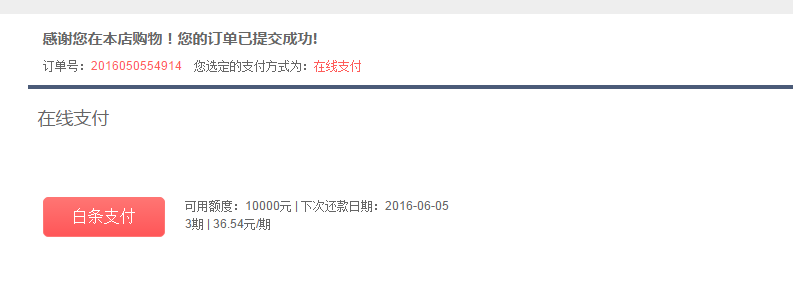 感谢您在本店购物！您的订单已提交成功!
订单号：2016050554914 您选定的支付方式为：在线支付
在线支付
白条支付
可用额度：10000元 | 下次还款日期：2016-06-05
3期 | 36.54元/期